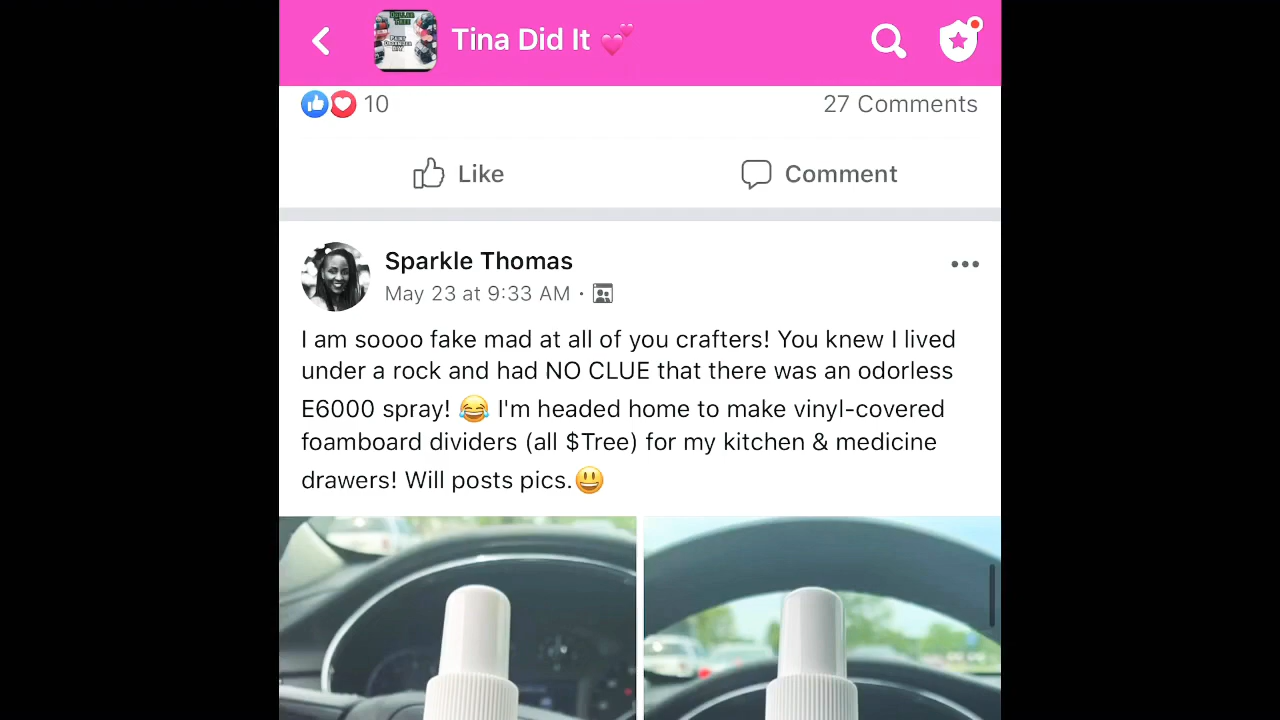 Tina Did It 💕
10
27 Comments
Like
Comment
Sparkle Thomas
May 23 at 9:33 AM ·
I am soooo fake mad at all of you crafters! You knew I lived
under a rock and had NO CLUE that there was an odorless
E6000 spray! 😂 I'm headed home to make vinyl-covered
foamboard dividers (all $Tree) for my kitchen & medicine
drawers! Will posts pics.😃